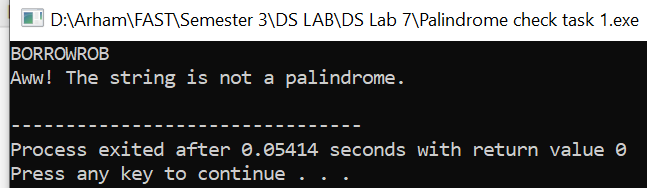 D:\Arham\FAST\Semester 3\DS LAB\DS Lab 7\Palindrome check task 1.exe
BORROWROB
Aww! The string is not a palindrome.
--------------------------------
Process exited after 0.05414 seconds with return value 0
Press any key to continue . . .